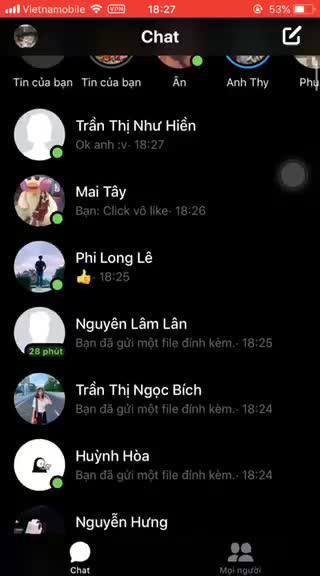 Vietnamobile VPN 18:27 53%
Chat
Tin của bạn Tin của bạn Ân Anh Thy Phụ
Trần Thị Như Hiền
Ok anh :v· 18:27
Mai Tây
Bạn: Click vô like· 18:26
Phi Long Lê
👍· 18:25
Nguyên Lâm Lân
28 phút
Bạn đã gửi một file đính kèm.· 18:25
Trần Thị Ngọc Bích
Bạn đã gửi một file đính kèm.· 18:24
Huỳnh Hòa
Bạn đã gửi một file đính kèm.· 18:24
Nguyễn Hưng
Chat Mọi người